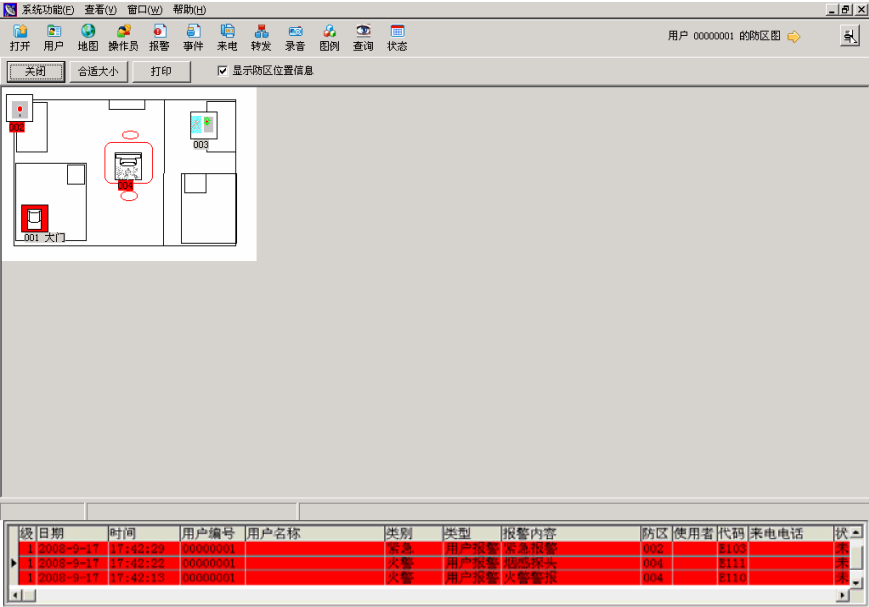 系统功能(F) 查看(V) 窗口(W) 帮助(H)
打开 用户 地图 操作员 报警 事件 来电 转发 录音 图例 查询 状态
用户 00000001 的防区图
关闭 合适大小 打印 显示防区位置信息
002
003
004
001 大门
级 日期 时间 用户编号 用户名称 类别 类型 报警内容 防区 使用者 代码 来电电话 状
1 2008-9-17 17:42:29 00000001 紧急 用户报警 紧急报警 002 E103 未
1 2008-9-17 17:42:22 00000001 火警 用户报警 烟感探头 004 E111 未
1 2008-9-17 17:42:13 00000001 火警 用户报警 火警警报 004 E110 未